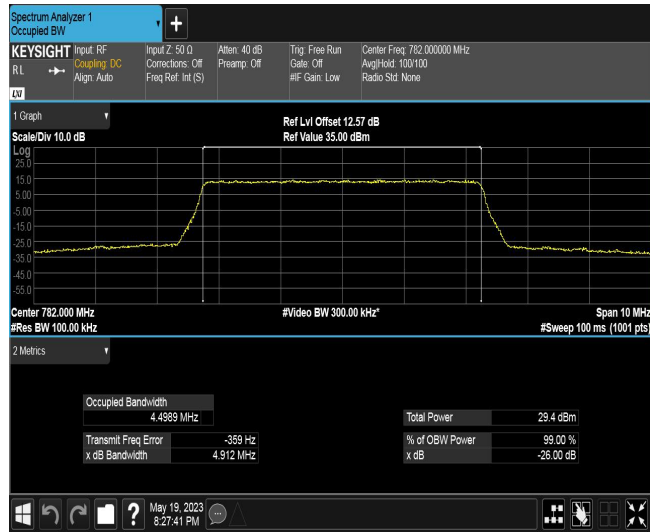 Spectrum Analyzer 1
Occupied BW
+
KEYSIGHT
RL
LXI
Input: RF
Coupling: DC
Align: Auto
Input Z: 50 Ω
Corrections: Off
Freq Ref: Int (S)
Atten: 40 dB
Preamp: Off
Trig: Free Run
Gate: Off
#IF Gain: Low
Center Freq: 782.000000 MHz
Avg|Hold: 100/100
Radio Std: None
1 Graph
Scale/Div 10.0 dB
Ref Lvl Offset 12.57 dB
Ref Value 35.00 dBm
Log
25.0
15.0
5.00
-5.00
-15.0
-25.0
-35.0
-45.0
-55.0
Center 782.000 MHz
#Res BW 100.00 kHz
#Video BW 300.00 kHz*
Span 10 MHz
#Sweep 100 ms (1001 pts)
2 Metrics
Occupied Bandwidth
4.4989 MHz
Transmit Freq Error -359 Hz
x dB Bandwidth 4.912 MHz
Total Power 29.4 dBm
% of OBW Power 99.00 %
x dB -26.00 dB
?
May 19, 2023
8:27:41 PM